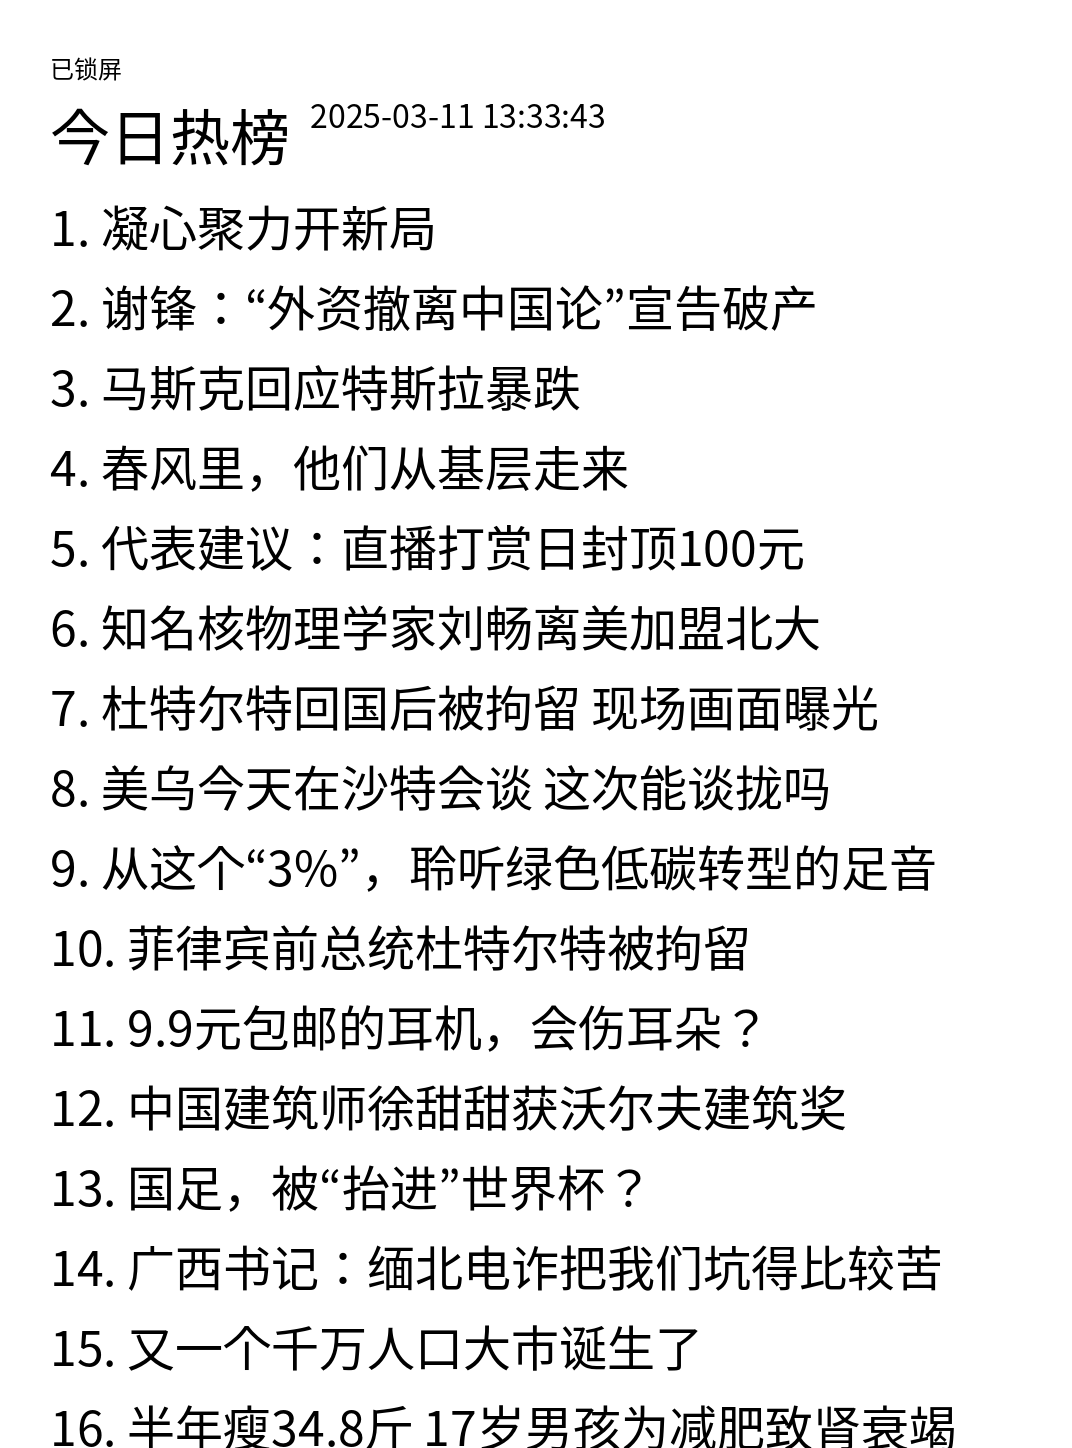 已锁屏
今日热榜 2025-03-11 13:33:43
1. 凝心聚力开新局
2. 谢锋：“外资撤离中国论”宣告破产
3. 马斯克回应特斯拉暴跌
4. 春风里，他们从基层走来
5. 代表建议：直播打赏日封顶100元
6. 知名核物理学家刘畅离美加盟北大
7. 杜特尔特回国后被拘留 现场画面曝光
8. 美乌今天在沙特会谈 这次能谈拢吗
9. 从这个“3%”，聆听绿色低碳转型的足音
10. 菲律宾前总统杜特尔特被拘留
11. 9.9元包邮的耳机，会伤耳朵？
12. 中国建筑师徐甜甜获沃尔夫建筑奖
13. 国足，被“抬进”世界杯？
14. 广西书记：缅北电诈把我们坑得比较苦
15. 又一个千万人口大市诞生了
16. 半年瘦34.8斤 17岁男孩为减肥致肾衰竭